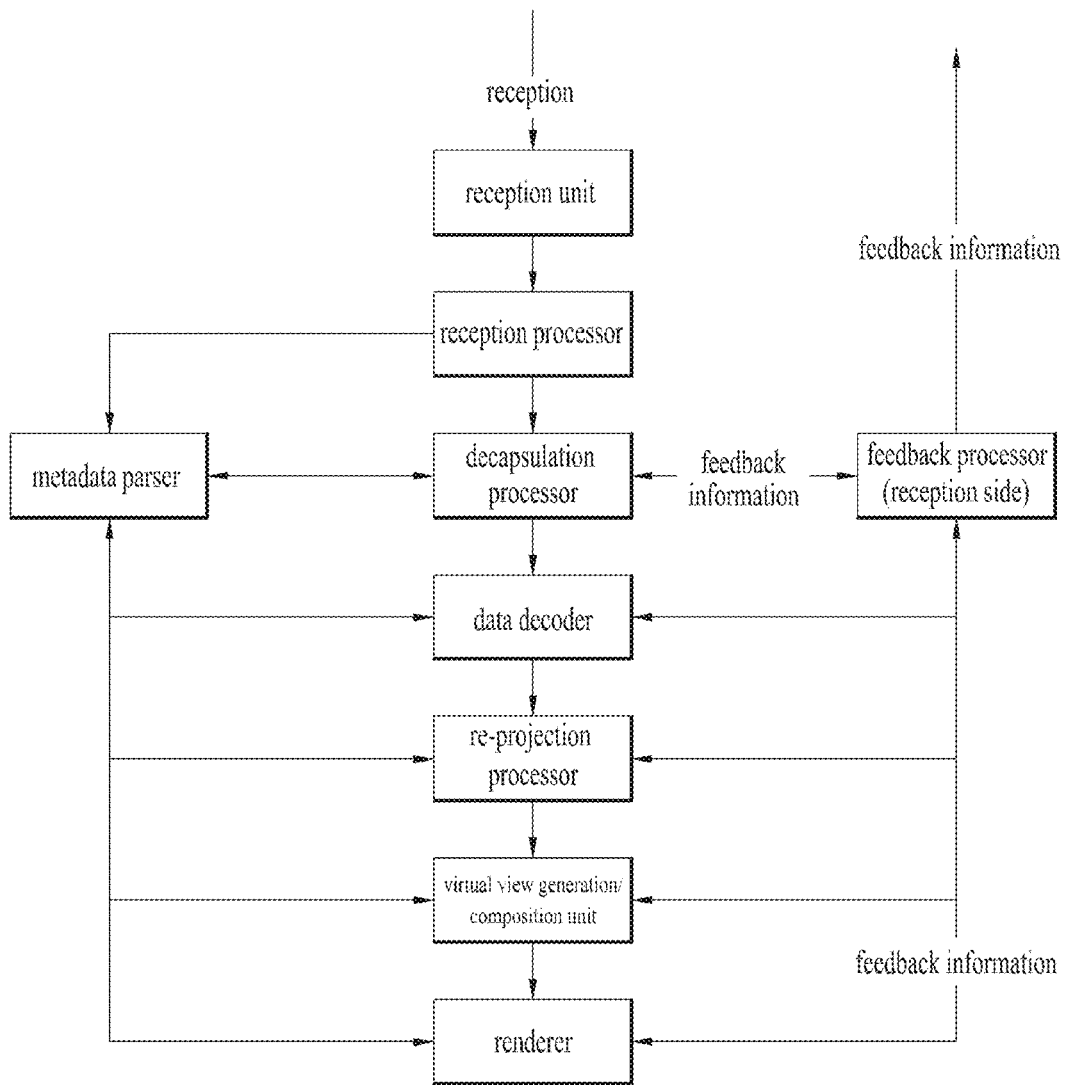 reception
reception unit
feedback information
reception processor
metadata parser
decapsulation
processor
feedback
information
feedback processor
(reception side)
data decoder
re-projection
processor
virtual view generation/
composition unit
feedback information
renderer